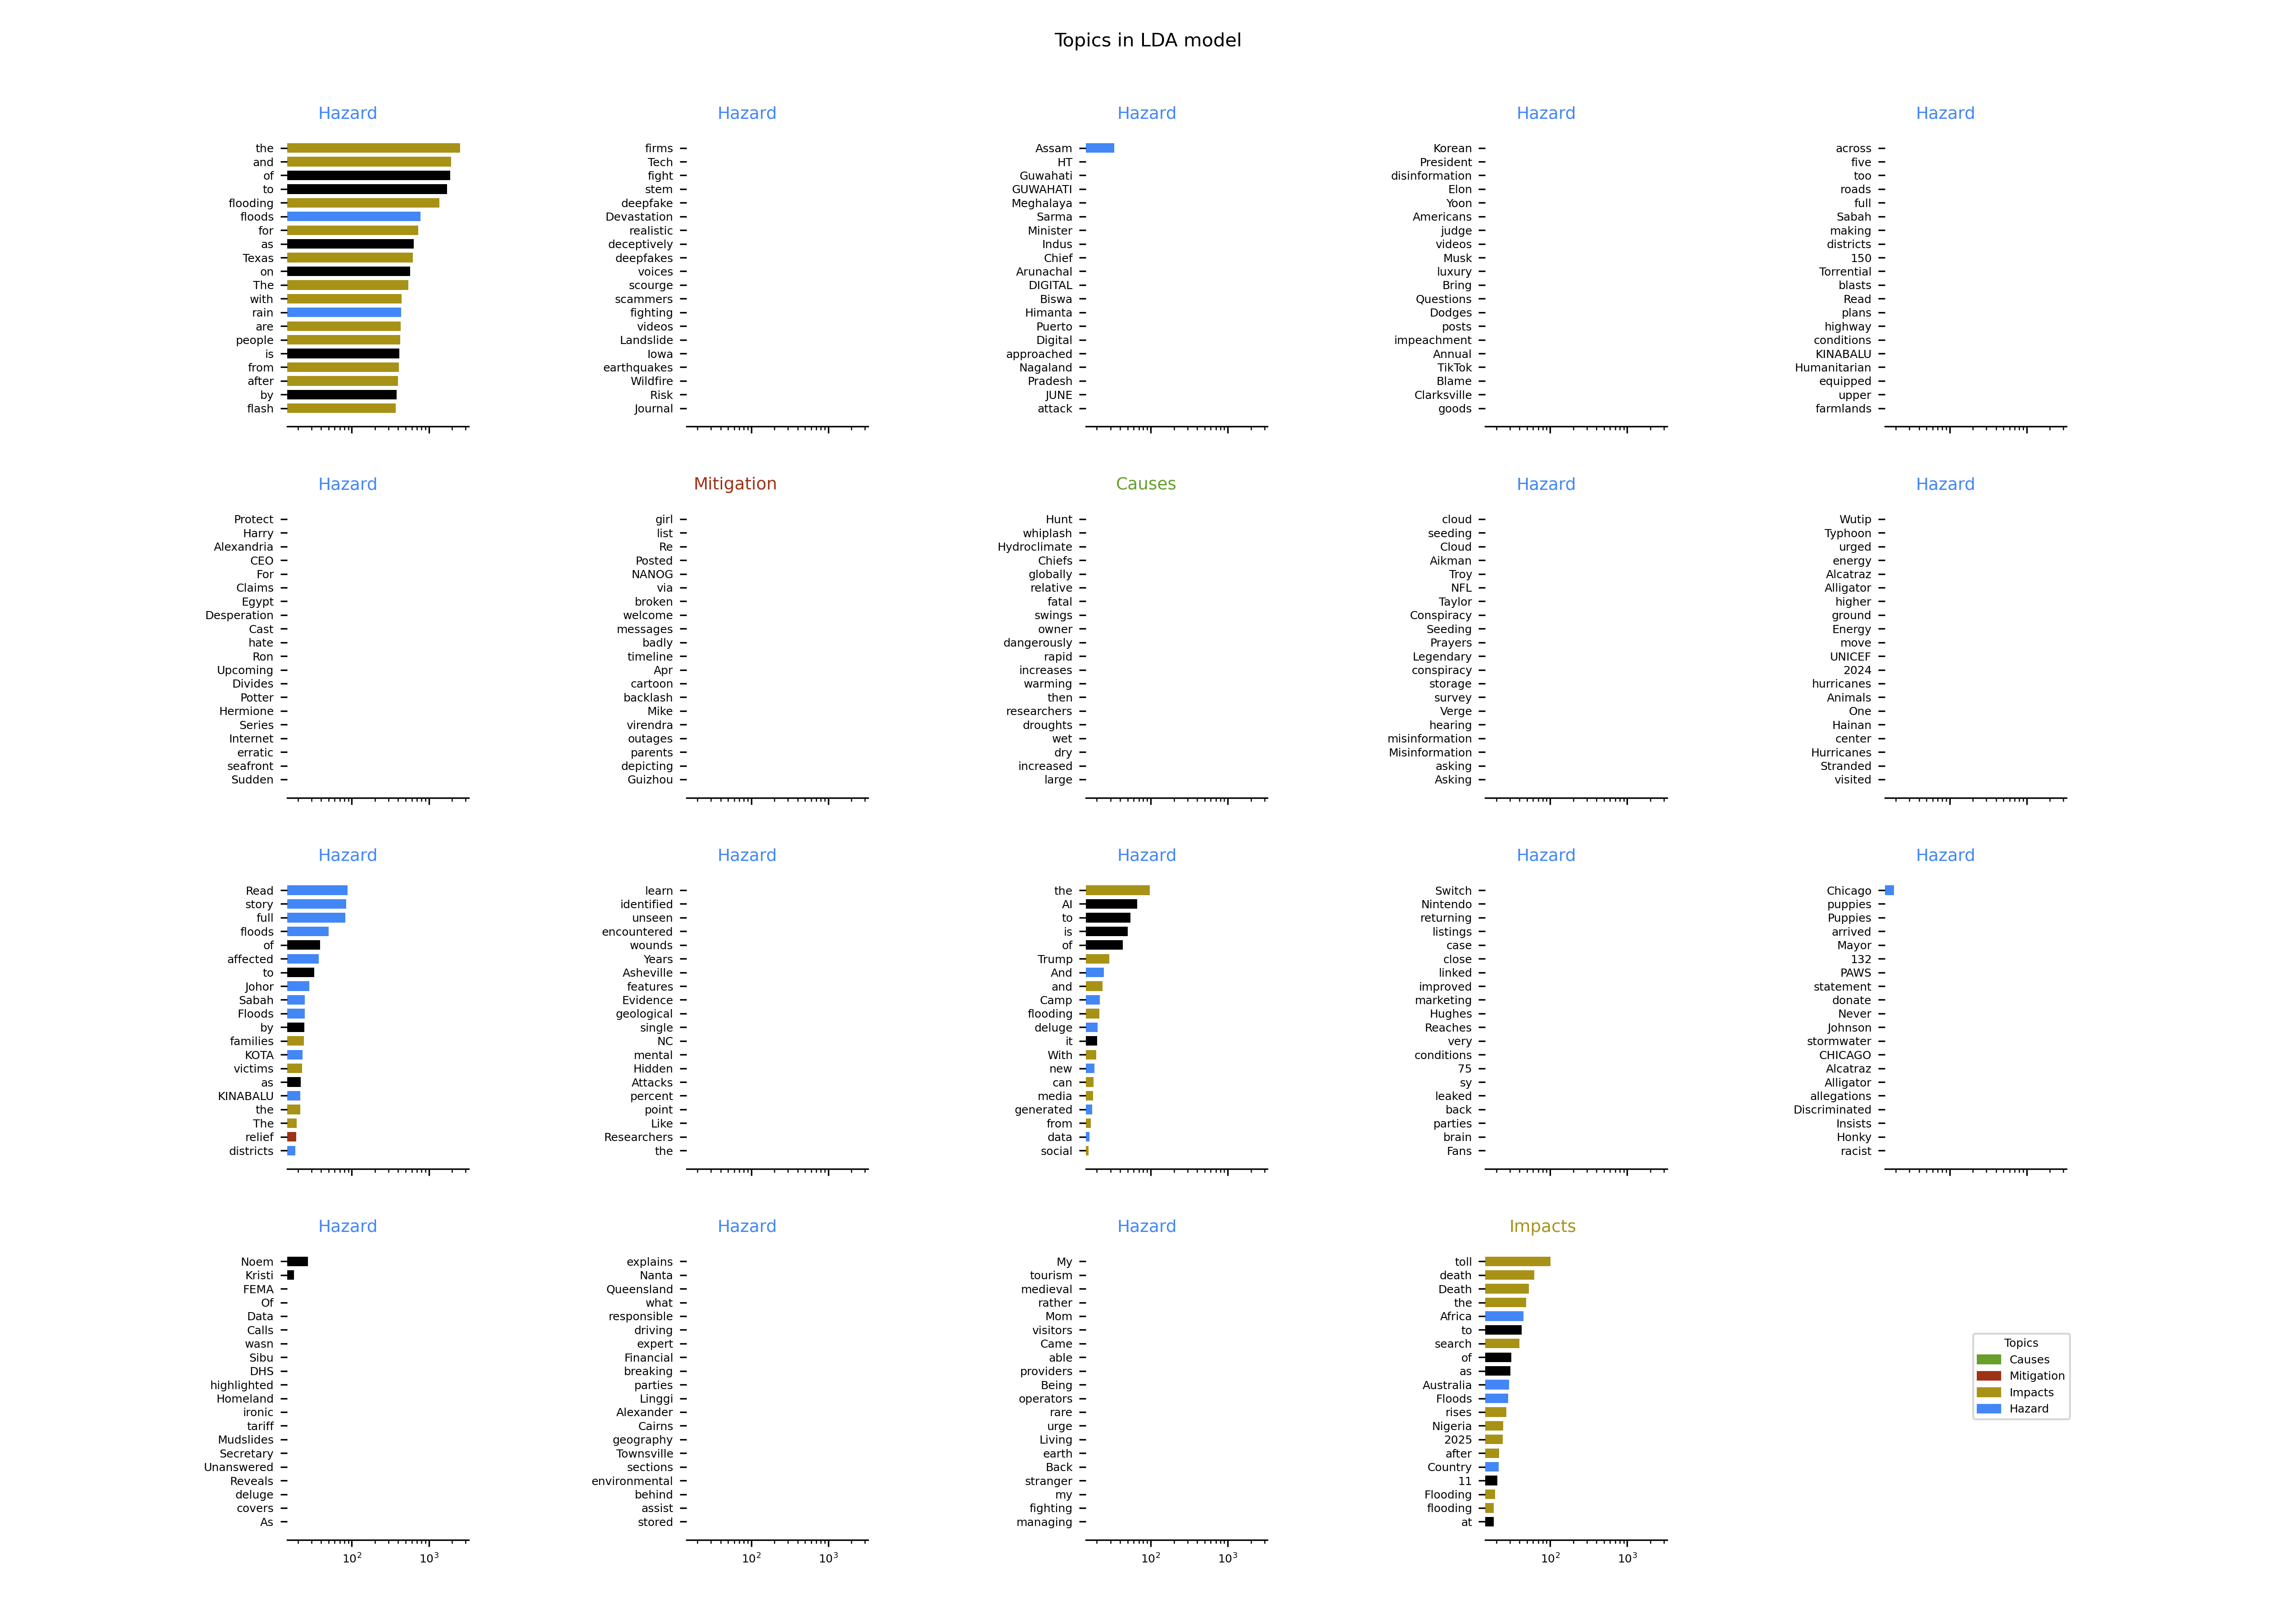 Topics in LDA model
Hazard
the
and
of
to
flooding
floods
for
as
Texas
on
The
with
rain
are
people
is
from
after
by
flash
Hazard
firms
Tech
fight
stem
deepfake
Devastation
realistic
deceptively
deepfakes
voices
scourge
scammers
fighting
videos
Landslide
Iowa
earthquakes
Wildfire
Risk
Journal
Hazard
Assam
HT
Guwahati
GUWAHATI
Meghalaya
Sarma
Minister
Indus
Chief
Arunachal
DIGITAL
Biswa
Himanta
Puerto
Digital
approached
Nagaland
Pradesh
JUNE
attack
Hazard
Korean
President
disinformation
Elon
Yoon
Americans
judge
videos
Musk
luxury
Bring
Questions
Dodges
posts
impeachment
Annual
TikTok
Blame
Clarksville
goods
Hazard
across
five
too
roads
full
Sabah
making
districts
150
Torrential
blasts
Read
plans
highway
conditions
KINABALU
Humanitarian
equipped
upper
farmlands
Hazard
Protect
Harry
Alexandria
CEO
For
Claims
Egypt
Desperation
Cast
hate
Ron
Upcoming
Divides
Potter
Hermione
Series
Internet
erratic
seafront
Sudden
Mitigation
girl
list
Re
Posted
NANOG
via
broken
welcome
messages
badly
timeline
Apr
cartoon
backlash
Mike
virendra
outages
parents
depicting
Guizhou
Causes
Hunt
whiplash
Hydroclimate
Chiefs
globally
relative
fatal
swings
owner
dangerously
rapid
increases
warming
then
researchers
droughts
wet
dry
increased
large
Hazard
cloud
seeding
Cloud
Aikman
Troy
NFL
Taylor
Conspiracy
Seeding
Prayers
Legendary
conspiracy
storage
survey
Verge
hearing
misinformation
Misinformation
asking
Asking
Hazard
Wutip
Typhoon
urged
energy
Alcatraz
Alligator
higher
ground
Energy
move
UNICEF
2024
hurricanes
Animals
One
Hainan
center
Hurricanes
Stranded
visited
Hazard
Read
story
full
floods
of
affected
to
Johor
Sabah
Floods
by
families
KOTA
victims
as
KINABALU
the
The
relief
districts
Hazard
learn
identified
unseen
encountered
wounds
Years
Asheville
features
Evidence
geological
single
NC
mental
Hidden
Attacks
percent
point
Like
Researchers
the
Hazard
the
AI
to
is
of
Trump
And
and
Camp
flooding
deluge
it
With
new
can
media
generated
from
data
social
Hazard
Switch
Nintendo
returning
listings
case
close
linked
improved
marketing
Hughes
Reaches
very
conditions
75
sy
leaked
back
parties
brain
Fans
Hazard
Chicago
puppies
Puppies
arrived
Mayor
132
PAWS
statement
donate
Never
Johnson
stormwater
CHICAGO
Alcatraz
Alligator
allegations
Discriminated
Insists
Honky
racist
Hazard
Noem
Kristi
FEMA
Of
Data
Calls
wasn
Sibu
DHS
highlighted
Homeland
ironic
tariff
Mudslides
Secretary
Unanswered
Reveals
deluge
covers
As
10² 10³
Hazard
explains
Nanta
Queensland
what
responsible
driving
expert
Financial
breaking
parties
Linggi
Alexander
Cairns
geography
Townsville
sections
environmental
behind
assist
stored
10² 10³
Hazard
My
tourism
medieval
rather
Mom
visitors
Came
able
providers
Being
operators
rare
urge
Living
earth
Back
stranger
my
fighting
managing
10² 10³
Impacts
toll
death
Death
the
Africa
to
search
of
as
Australia
Floods
rises
Nigeria
2025
after
Country
11
Flooding
flooding
at
10² 10³
Topics
Causes
Mitigation
Impacts
Hazard